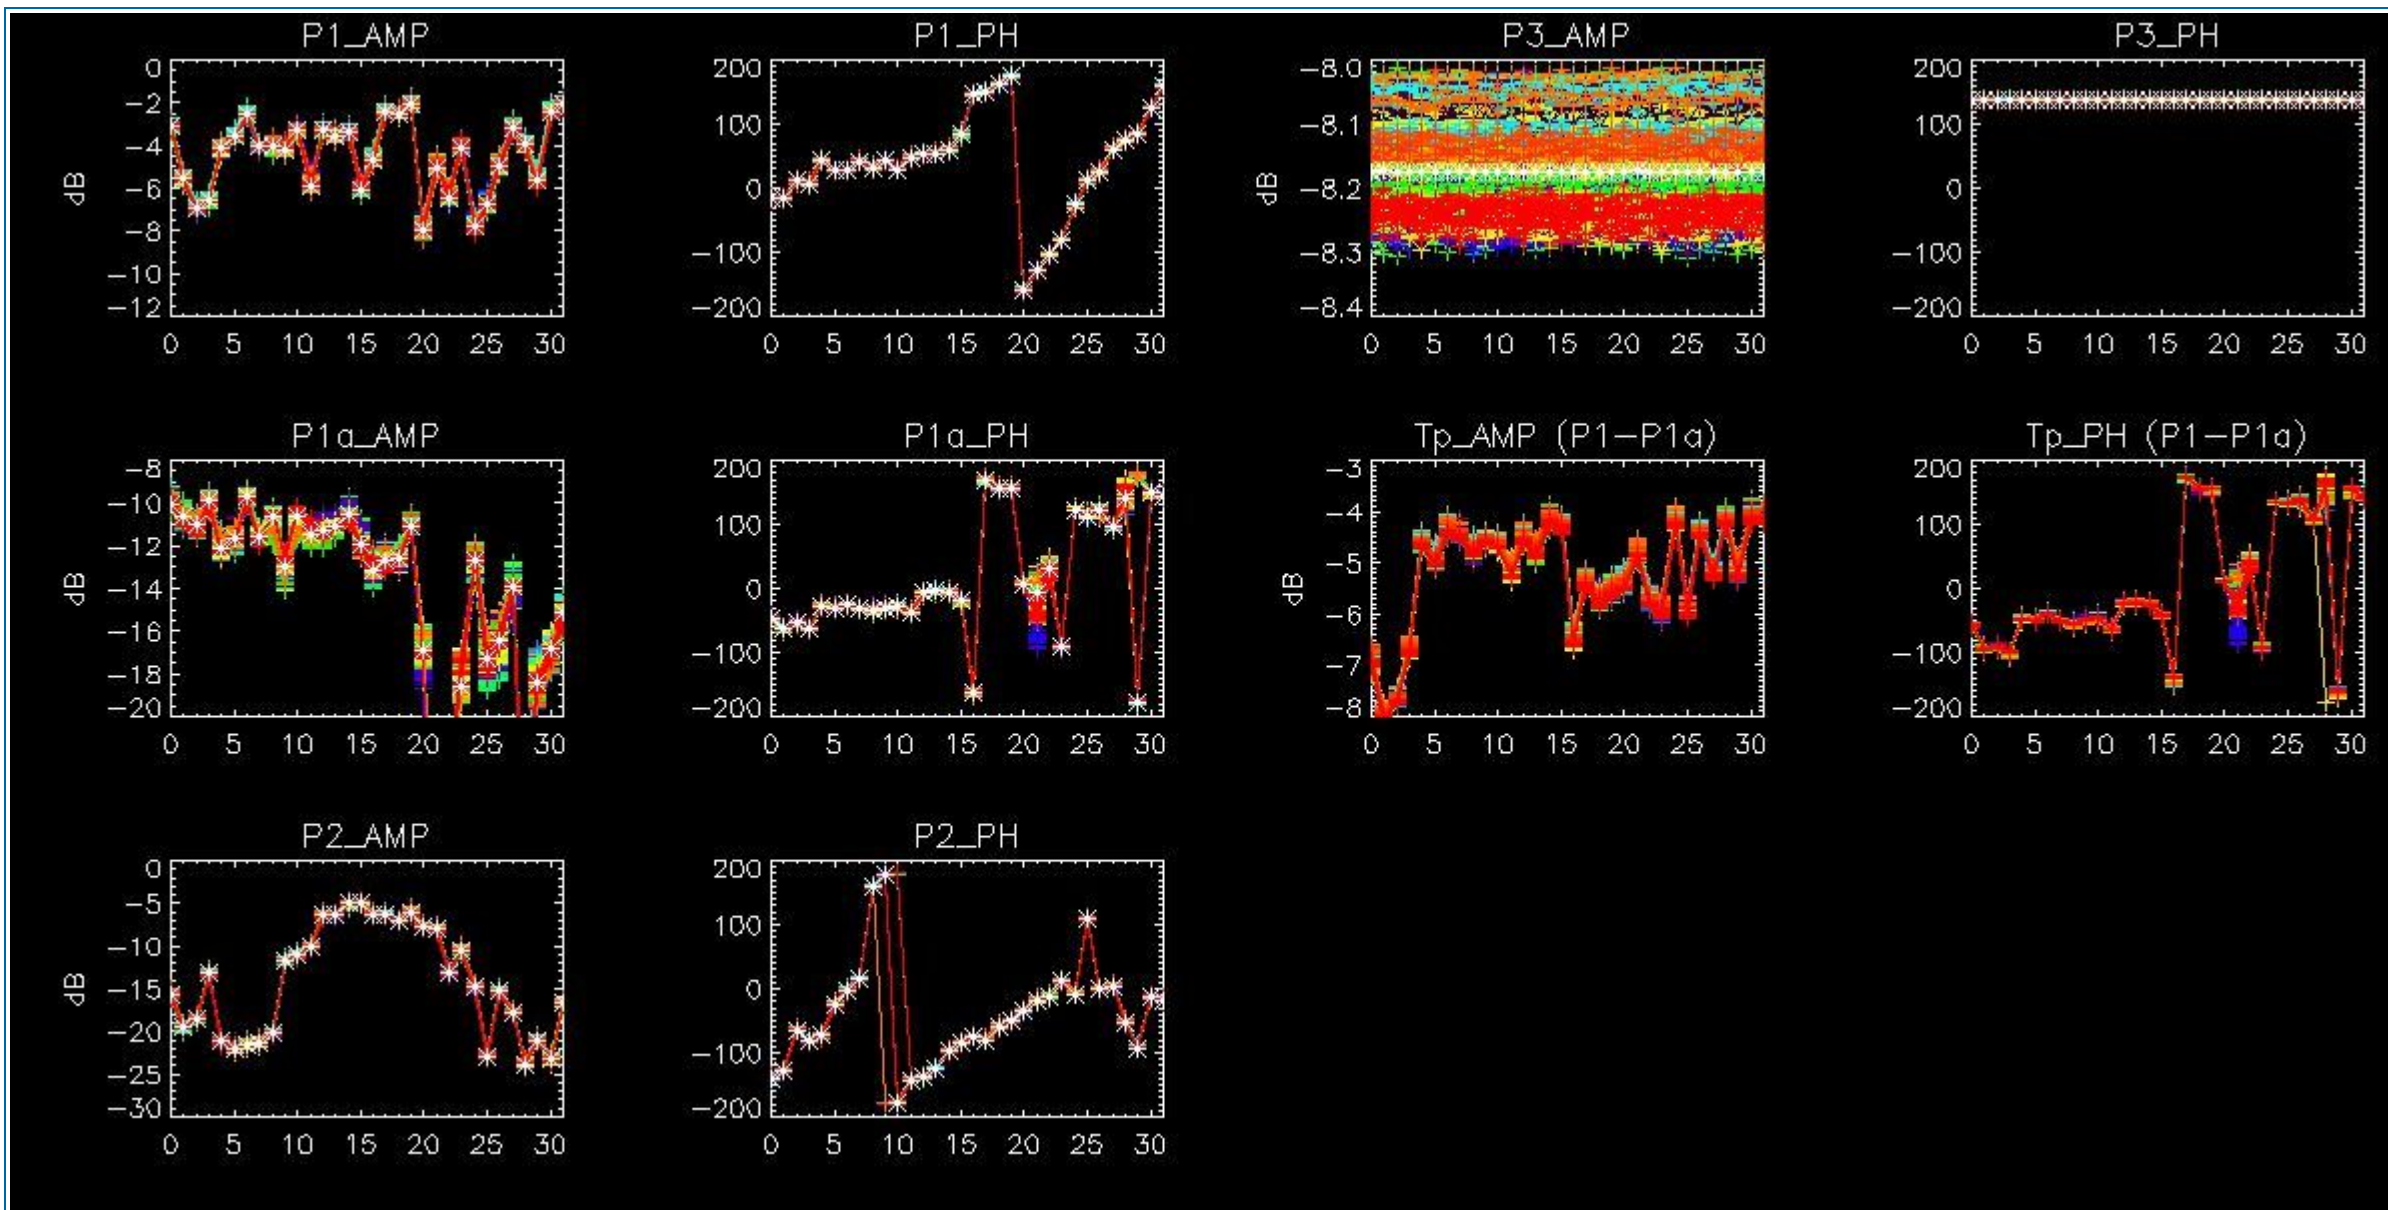 P1_AMP P1_PH P3_AMP P3_PH
0 200 -8.0 200
-2 100 -8.1 100
-4 0 -8.2 0
-6 -100 -8.3 -100
-8 -200 -8.4 -200
-10
-12
dB dB
0 5 10 15 20 25 30 0 5 10 15 20 25 30 0 5 10 15 20 25 30 0 5 10 15 20 25 30
P1a_AMP P1a_PH Tp_AMP (P1-P1a) Tp_PH (P1-P1a)
-8 200 -3 200
-10 100 -4 100
-12 0 -5 0
-14 -100 -6 -100
-16 -200 -7 -200
-18 -8
-20
dB dB
0 5 10 15 20 25 30 0 5 10 15 20 25 30 0 5 10 15 20 25 30 0 5 10 15 20 25 30
P2_AMP P2_PH
0 200
-5 100
-10 0
-15 -100
-20 -200
-25
-30
dB
0 5 10 15 20 25 30 0 5 10 15 20 25 30